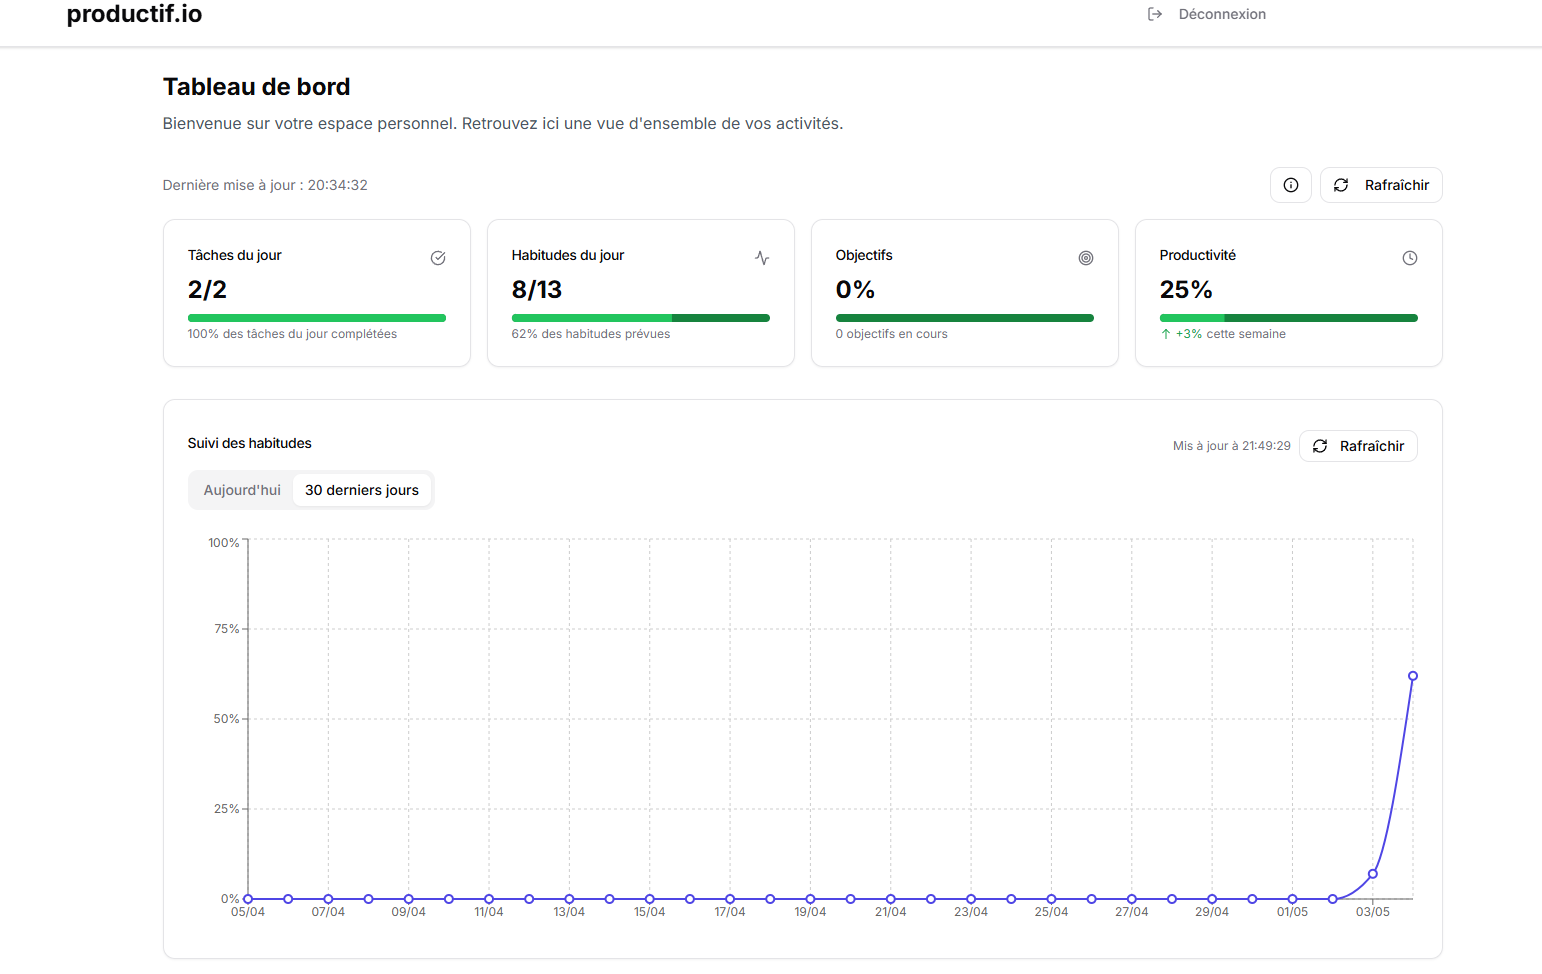 productif.io
Déconnexion
Tableau de bord
Bienvenue sur votre espace personnel. Retrouvez ici une vue d'ensemble de vos activités.
Dernière mise à jour : 20:34:32
Rafraîchir
Tâches du jour
2/2
100% des tâches du jour complétées
Habitudes du jour
8/13
62% des habitudes prévues
Objectifs
0%
0 objectifs en cours
Productivité
25%
+3% cette semaine
Suivi des habitudes
Mis à jour à 21:49:29
Rafraîchir
Aujourd'hui
30 derniers jours
100%
75%
50%
25%
0%
05/04 07/04 09/04 11/04 13/04 15/04 17/04 19/04 21/04 23/04 25/04 27/04 29/04 01/05 03/05